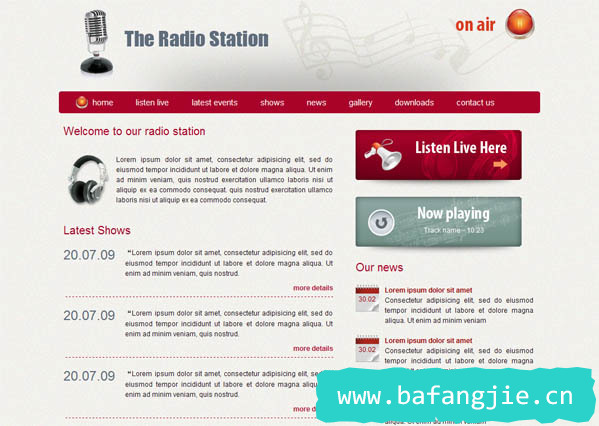 The Radio Station
on air
home listen live latest events shows news gallery downloads contact us
Welcome to our radio station
Lorem ipsum dolor sit amet, consectetur adipisicing elit, sed do
eiusmod tempor incididunt ut labore et dolore magna aliqua. Ut
enim ad minim veniam, quis nostrud exercitation ullamco laboris nisi ut
aliquip ex ea commodo consequat. quis nostrud exercitation ullamco
laboris nisi ut aliquip ex ea commodo consequat.
Latest Shows
20.07.09
"Lorem ipsum dolor sit amet, consectetur adipisicing elit, sed do
eiusmod tempor incididunt ut labore et dolore magna aliqua. Ut
enim ad minim veniam, quis nostrud.
more details
20.07.09
"Lorem ipsum dolor sit amet, consectetur adipisicing elit, sed do
eiusmod tempor incididunt ut labore et dolore magna aliqua. Ut
enim ad minim veniam, quis nostrud.
more details
20.07.09
"Lorem ipsum dolor sit amet, consectetur adipisicing elit, sed do
eiusmod tempor incididunt ut labore et dolore magna aliqua. Ut
enim ad minim veniam, quis nostrud.
more
Listen Live Here
Now playing
Track name - 10:23
Our news
30.02
Lorem ipsum dolor sit amet
Consectetur adipisicing elit, sed do eiusmod
tempor incididunt ut labore et dolore magna
aliqua. Ut enim ad minim veniam
30.02
Lorem ipsum dolor sit amet
Consectetur adipisicing elit, sed do eiusmod
tempor incididunt ut labore et dolore magna
www.bafangjie.cn